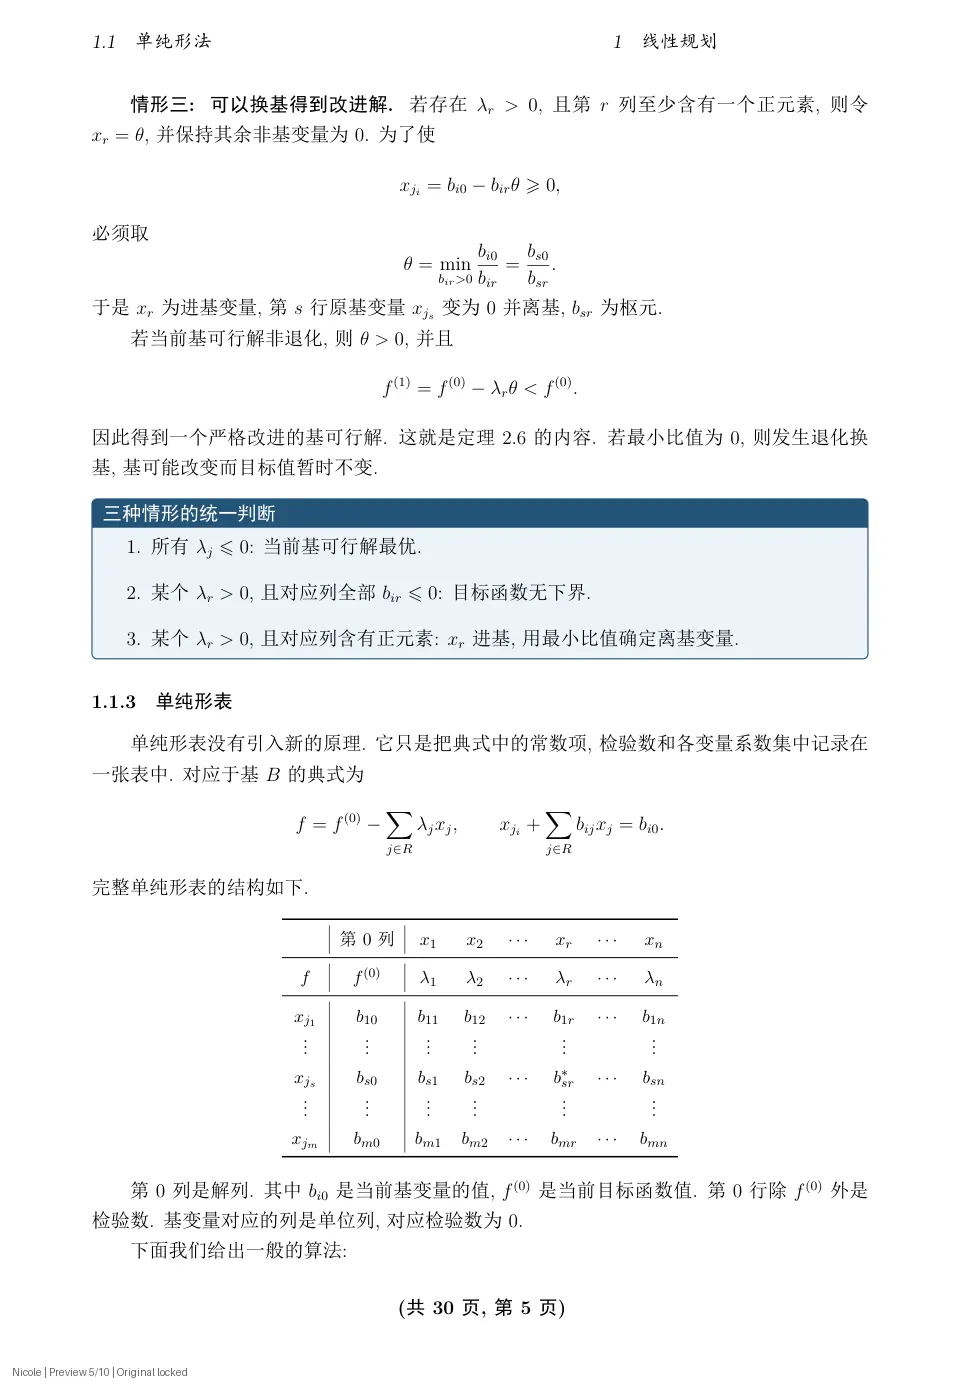 1.1 单纯形法 1 线性规划
情形三: 可以换基得到改进解. 若存在 λ_r > 0, 且第 r 列至少含有一个正元素, 则令
x_r = θ, 并保持其余非基变量为 0. 为了使
x_{j_i} = b_{i0} − b_{ir}θ ⩾ 0,
必须取
θ = min_{b_{ir}>0} b_{i0}/b_{ir} = b_{s0}/b_{sr}.
于是 x_r 为进基变量, 第 s 行原基变量 x_{j_s} 变为 0 并离基, b_{sr} 为枢元.
若当前基可行解非退化, 则 θ > 0, 并且
f^{(1)} = f^{(0)} − λ_rθ < f^{(0)}.
因此得到一个严格改进的基可行解. 这就是定理 2.6 的内容. 若最小比值为 0, 则发生退化换
基, 基可能改变而目标值暂时不变.
三种情形的统一判断
1. 所有 λ_j ⩽ 0: 当前基可行解最优.
2. 某个 λ_r > 0, 且对应列全部 b_{ir} ⩽ 0: 目标函数无下界.
3. 某个 λ_r > 0, 且对应列含有正元素: x_r 进基, 用最小比值确定离基变量.
1.1.3 单纯形表
单纯形表没有引入新的原理. 它只是把典式中的常数项, 检验数和各变量系数集中记录在
一张表中. 对应于基 B 的典式为
f = f^{(0)} − ∑_{j∈R} λ_jx_j, x_{j_i} + ∑_{j∈R} b_{ij}x_j = b_{i0}.
完整单纯形表的结构如下.
第 0 列 x_1 x_2 ⋯ x_r ⋯ x_n
f f^{(0)} λ_1 λ_2 ⋯ λ_r ⋯ λ_n
x_{j_1} b_{10} b_{11} b_{12} ⋯ b_{1r} ⋯ b_{1n}
⋮ ⋮ ⋮ ⋮ ⋮ ⋮
x_{j_s} b_{s0} b_{s1} b_{s2} ⋯ b^*_{sr} ⋯ b_{sn}
⋮ ⋮ ⋮ ⋮ ⋮ ⋮
x_{j_m} b_{m0} b_{m1} b_{m2} ⋯ b_{mr} ⋯ b_{mn}
第 0 列是解列. 其中 b_{i0} 是当前基变量的值, f^{(0)} 是当前目标函数值. 第 0 行除 f^{(0)} 外是
检验数. 基变量对应的列是单位列, 对应检验数为 0.
下面我们给出一般的算法:
(共 30 页, 第 5 页)
Nicole | Preview 5/10 | Original locked